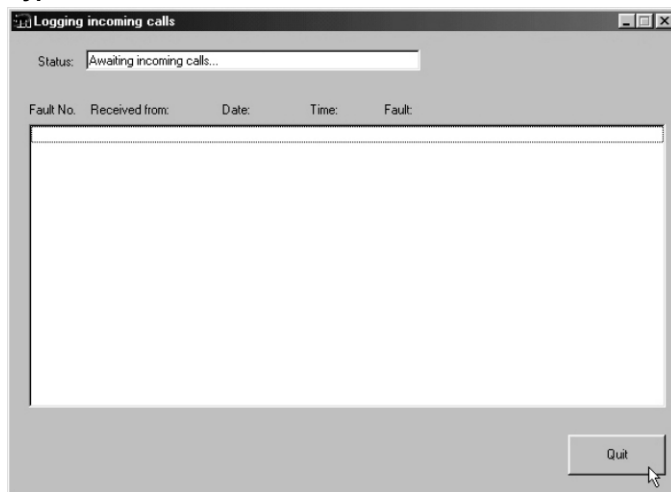 Logging incoming calls
Status: Awaiting incoming calls...
Fault No. Received from: Date: Time: Fault:
Quit